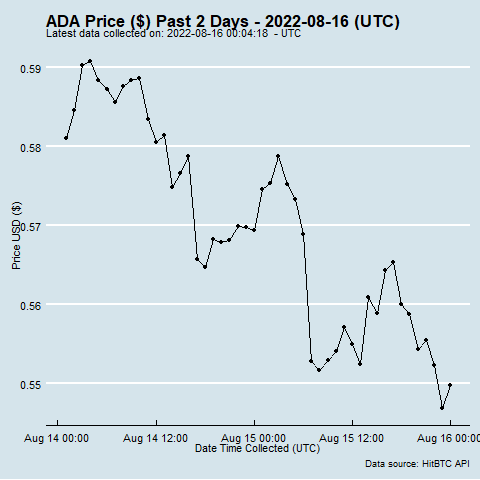 ADA Price ($) Past 2 Days - 2022-08-16 (UTC)
Latest data collected on: 2022-08-16 00:04:18 - UTC
0.59
0.58
0.57
0.56
0.55
Price USD ($)
Aug 14 00:00 Aug 14 12:00 Aug 15 00:00 Aug 15 12:00 Aug 16 00:00
Date Time Collected (UTC)
Data source: HitBTC API